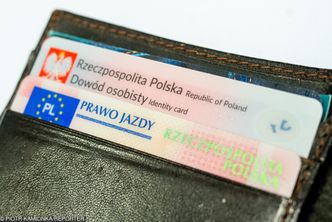 Rzeczpospolita Polska Republic of Poland
Dowód osobisty Identity card
PL
PRAWO JAZDY
RZECZPOSPOLITA
POLSKA
© PIOTR KAMIONKA REPORTER